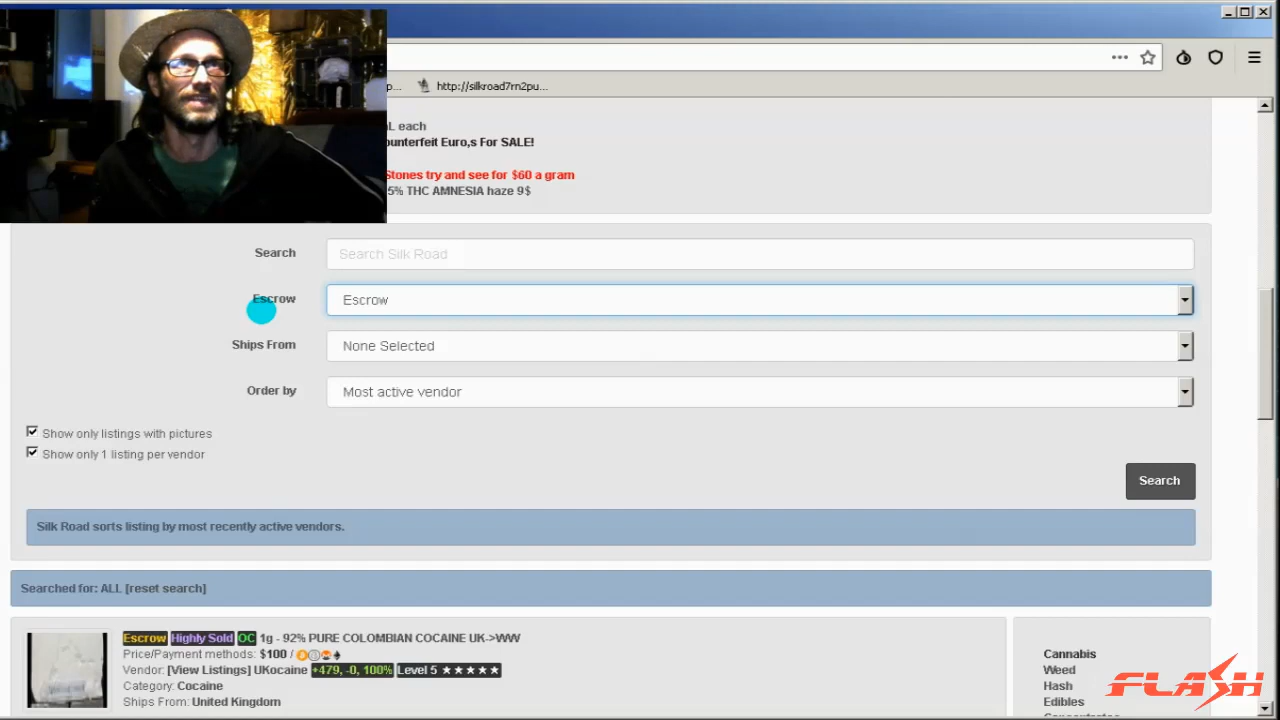 http://silkroad7rn2pu...
L each
ounterfeit Euro,s For SALE!
Stones try and see for $60 a gram
5% THC AMNESIA haze 9$
Search
Search Silk Road
Escrow
Escrow
Ships From
None Selected
Order by
Most active vendor
Show only listings with pictures
Show only 1 listing per vendor
Search
Silk Road sorts listing by most recently active vendors.
Searched for: ALL [reset search]
Escrow Highly Sold OC 1g - 92% PURE COLOMBIAN COCAINE UK->WW
Price/Payment methods: $100 /
Vendor: [View Listings] UKocaine +479, -0, 100% Level 5 ★★★★★
Category: Cocaine
Ships From: United Kingdom
Cannabis
Weed
Hash
Edibles
FLASH